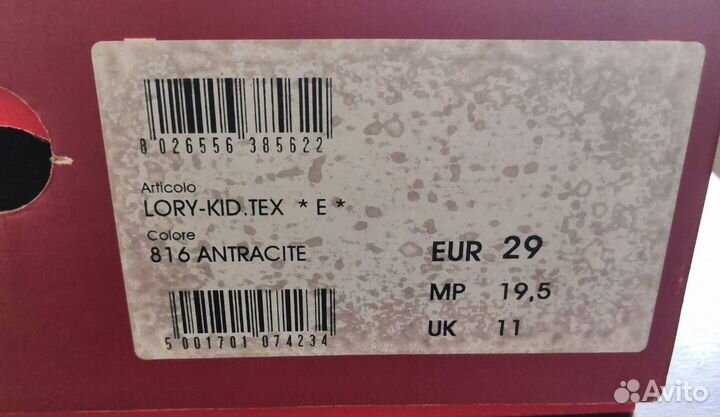 8 026556 385622
Articolo
LORY-KID.TEX * E *
Colore
816 ANTRACITE
EUR 29
MP 19,5
UK 11
5 001701 074234
Avito